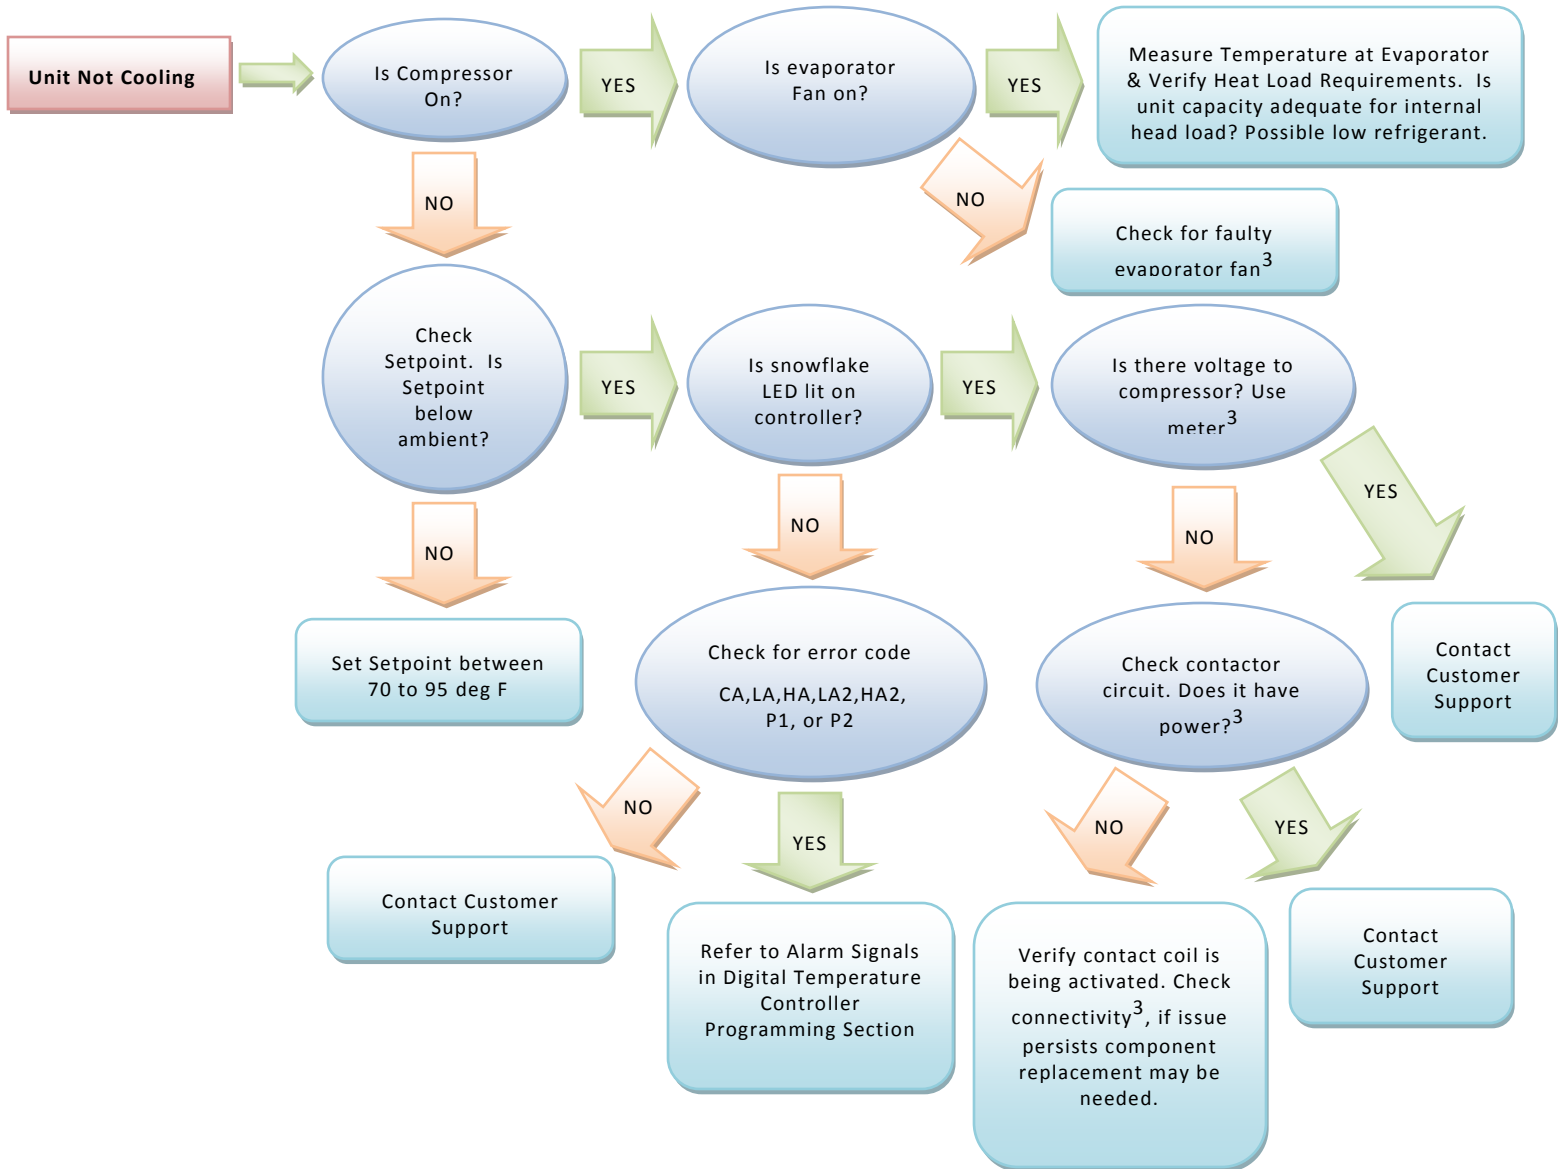 Unit Not Cooling
Is Compressor
On?
YES
Is evaporator
Fan on?
YES
Measure Temperature at Evaporator
& Verify Heat Load Requirements.  Is
unit capacity adequate for internal
head load? Possible low refrigerant.
NO
NO
Check for faulty
evaporator fan3
Check
Setpoint.  Is
Setpoint
below
ambient?
YES
Is snowflake
LED lit on
controller?
YES
Is there voltage to
compressor? Use
meter3
YES
NO
NO
NO
Set Setpoint between
70 to 95 deg F
Check for error code
CA,LA,HA,LA2,HA2,
P1, or P2
Check contactor
circuit. Does it have
power?3
Contact
Customer
Support
NO
YES
NO
YES
Contact Customer
Support
Refer to Alarm Signals
in Digital Temperature
Controller
Programming Section
Verify contact coil is
being activated. Check
connectivity3, if issue
persists component
replacement may be
needed.
Contact
Customer
Support